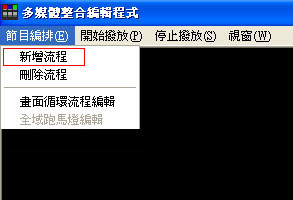 多媒體整合編輯程式
節目編排(E) 開始撥放(P) 停止撥放(S) 視窗(W)
新增流程
刪除流程
畫面循環流程編輯
全域跑馬燈編輯